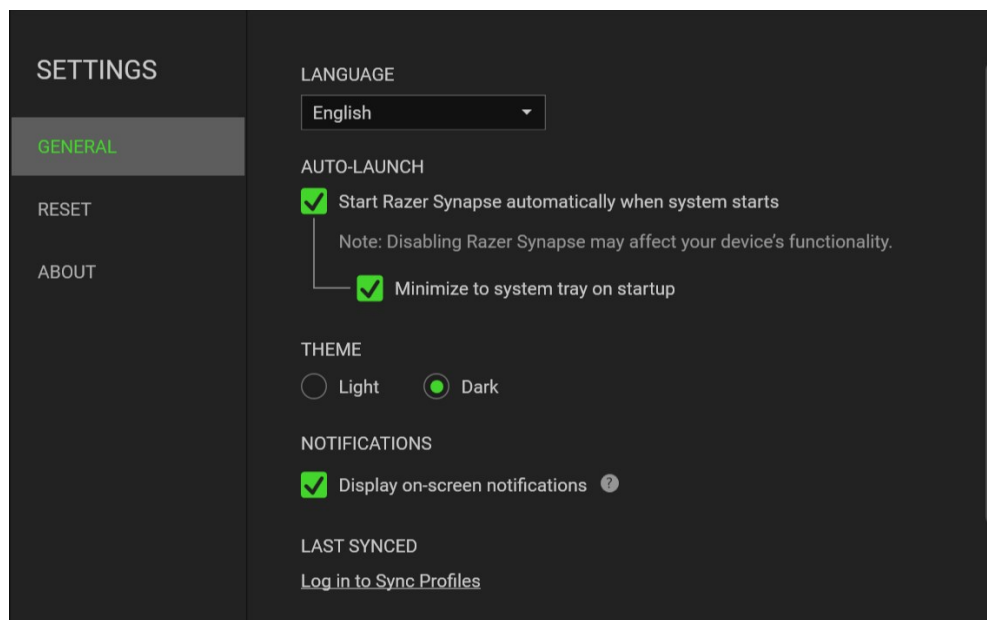 SETTINGS
GENERAL
RESET
ABOUT
LANGUAGE
English
AUTO-LAUNCH
Start Razer Synapse automatically when system starts
Note: Disabling Razer Synapse may affect your device’s functionality.
Minimize to system tray on startup
THEME
Light
Dark
NOTIFICATIONS
Display on-screen notifications ?
LAST SYNCED
Log in to Sync Profiles